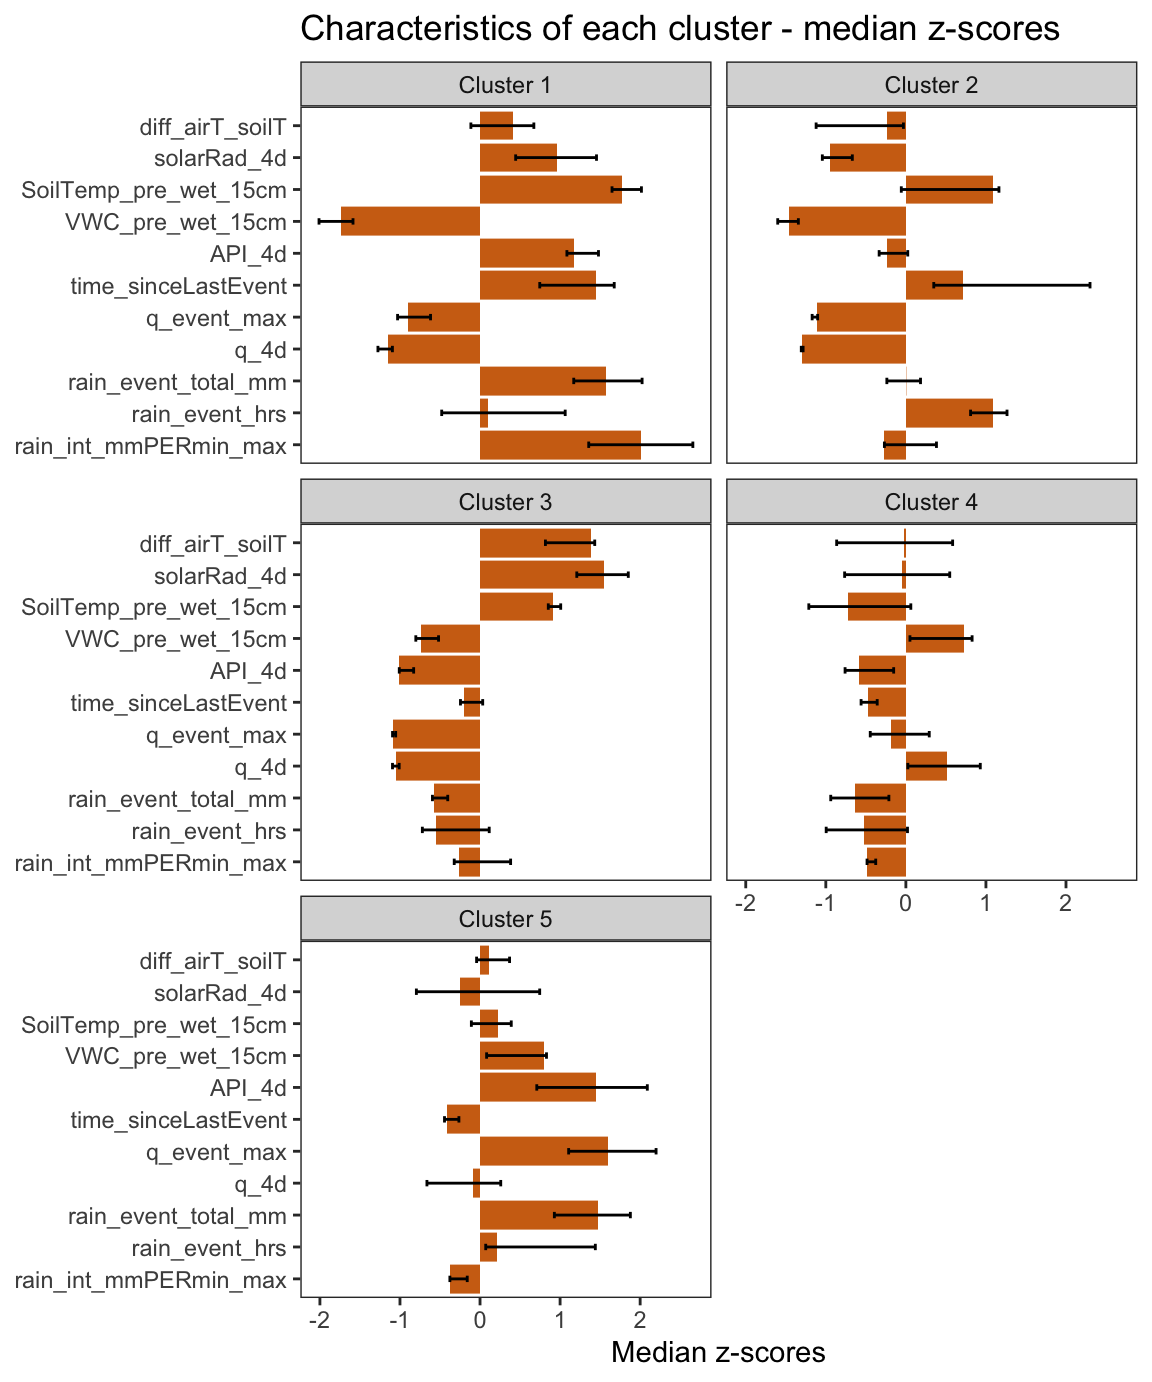 Characteristics of each cluster - median z-scores
Cluster 1
Cluster 2
diff_airT_soilT
solarRad_4d
SoilTemp_pre_wet_15cm
VWC_pre_wet_15cm
API_4d
time_sinceLastEvent
q_event_max
q_4d
rain_event_total_mm
rain_event_hrs
rain_int_mmPERmin_max
Cluster 3
Cluster 4
diff_airT_soilT
solarRad_4d
SoilTemp_pre_wet_15cm
VWC_pre_wet_15cm
API_4d
time_sinceLastEvent
q_event_max
q_4d
rain_event_total_mm
rain_event_hrs
rain_int_mmPERmin_max
-2 -1 0 1 2
Cluster 5
diff_airT_soilT
solarRad_4d
SoilTemp_pre_wet_15cm
VWC_pre_wet_15cm
API_4d
time_sinceLastEvent
q_event_max
q_4d
rain_event_total_mm
rain_event_hrs
rain_int_mmPERmin_max
-2 -1 0 1 2
Median z-scores